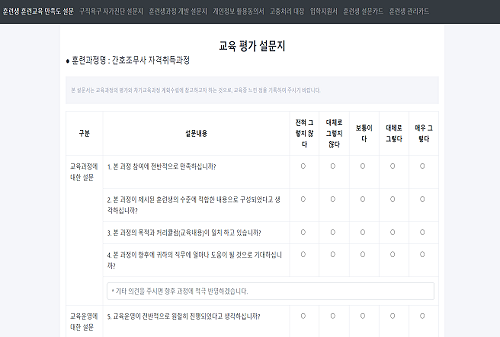 훈련생 훈련교육 만족도 설문 구직욕구 자가진단 설문지 훈련생과정 개발 설문지 개인정보 활용동의서 고충처리 대장 입학지원서 훈련생 설문카드 훈련생 관리카드
교육 평가 설문지
● 훈련과정명 : 간호조무사 자격취득과정
본 설문서는 교육과정의 평가와 차기교육과정 계획수립에 참고하고자 하는 것으로, 교육중 느낀 점을 기록하여 주시기 바랍니다.
구분 설문내용 전혀 그렇지 않다 대체로 그렇지 않다 보통이다 대체로 그렇다 매우 그렇다
교육과정에 대한 설문
1. 본 과정 참여에 전반적으로 만족하십니까?
2. 본 과정이 제시된 훈련생의 수준에 적합한 내용으로 구성되었다고 생
각하십니까?
3. 본 과정의 목적과 커리큘럼(교육내용)이 일치 하고 있습니까?
4. 본 과정이 향후에 귀하의 직무에 얼마나 도움이 될 것으로 기대하십니
까?
* 기타 의견을 주시면 향후 과정에 적극 반영하겠습니다.
교육운영에 대한 설문
5. 교육운영이 전반적으로 원활히 진행되었다고 생각하십니까?